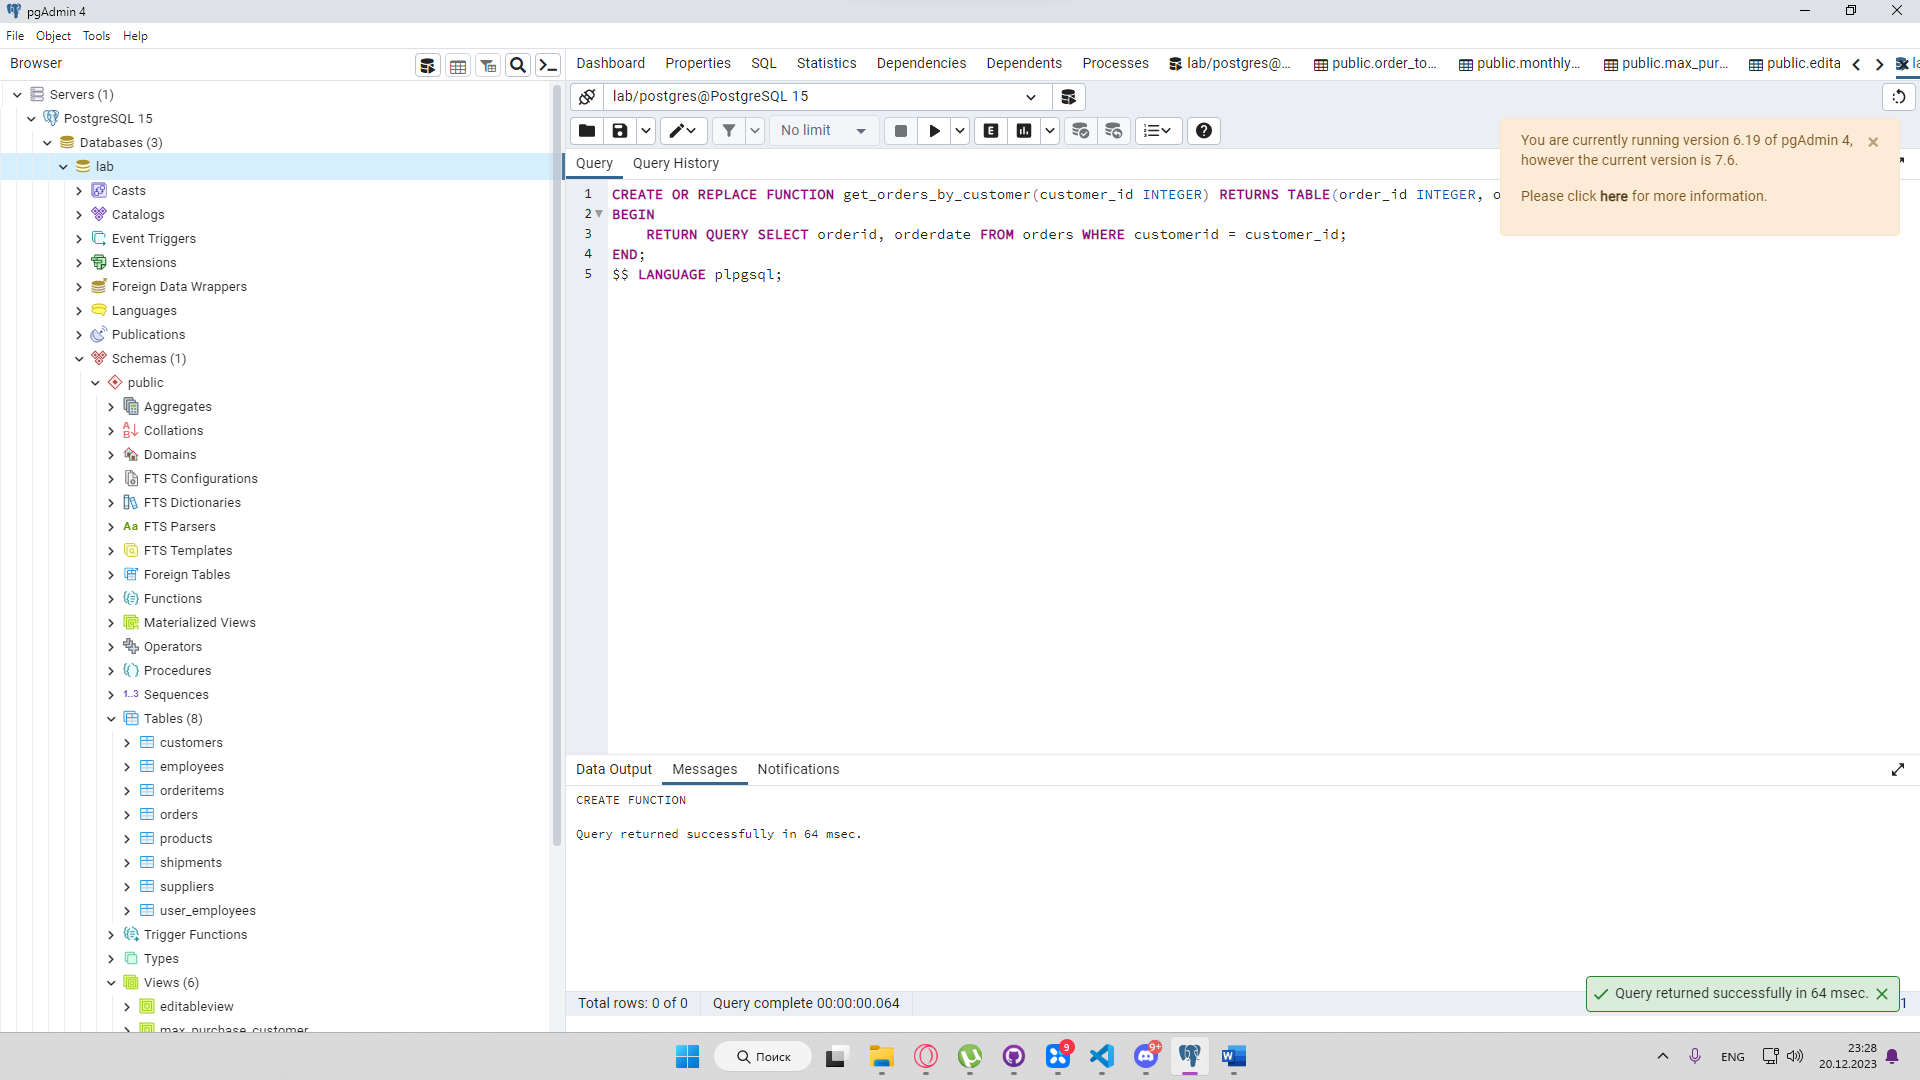 pgAdmin 4
File Object Tools Help
Browser
Dashboard Properties SQL Statistics Dependencies Dependents Processes lab/postgres@... public.order_to... public.monthly... public.max_pur... public.edita
Servers (1)
PostgreSQL 15
Databases (3)
lab
Casts
Catalogs
Event Triggers
Extensions
Foreign Data Wrappers
Languages
Publications
Schemas (1)
public
Aggregates
Collations
Domains
FTS Configurations
FTS Dictionaries
Aa FTS Parsers
FTS Templates
Foreign Tables
Functions
Materialized Views
Operators
Procedures
1..3 Sequences
Tables (8)
customers
employees
orderitems
orders
products
shipments
suppliers
user_employees
Trigger Functions
Types
Views (6)
editableview
max_purchase_customer
lab/postgres@PostgreSQL 15
No limit
E
Query Query History
1 CREATE OR REPLACE FUNCTION get_orders_by_customer(customer_id INTEGER) RETURNS TABLE(order_id INTEGER, o
2 BEGIN
3 RETURN QUERY SELECT orderid, orderdate FROM orders WHERE customerid = customer_id;
4 END;
5 $$ LANGUAGE plpgsql;
You are currently running version 6.19 of pgAdmin 4,
however the current version is 7.6.
Please click here for more information.
Data Output Messages Notifications
CREATE FUNCTION
Query returned successfully in 64 msec.
Total rows: 0 of 0 Query complete 00:00:00.064
Query returned successfully in 64 msec.
Поиск
9
9+
ENG
23:28
20.12.2023